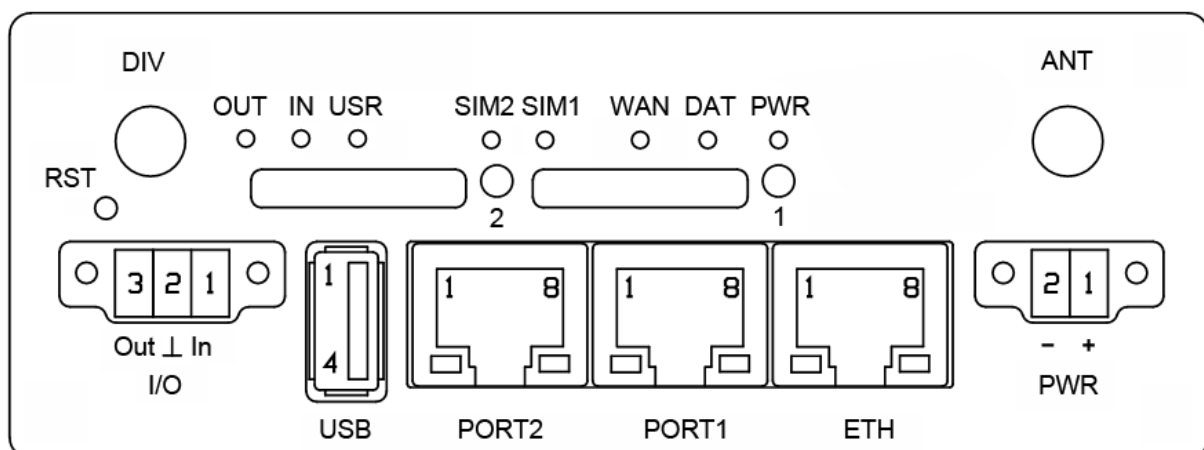 DIV
ANT
OUT IN USR SIM2 SIM1 WAN DAT PWR
RST
2
1
3 2 1
1
4
1 8
1 8
1 8
2 1
Out ⊥ In
I/O
- +
PWR
USB
PORT2
PORT1
ETH